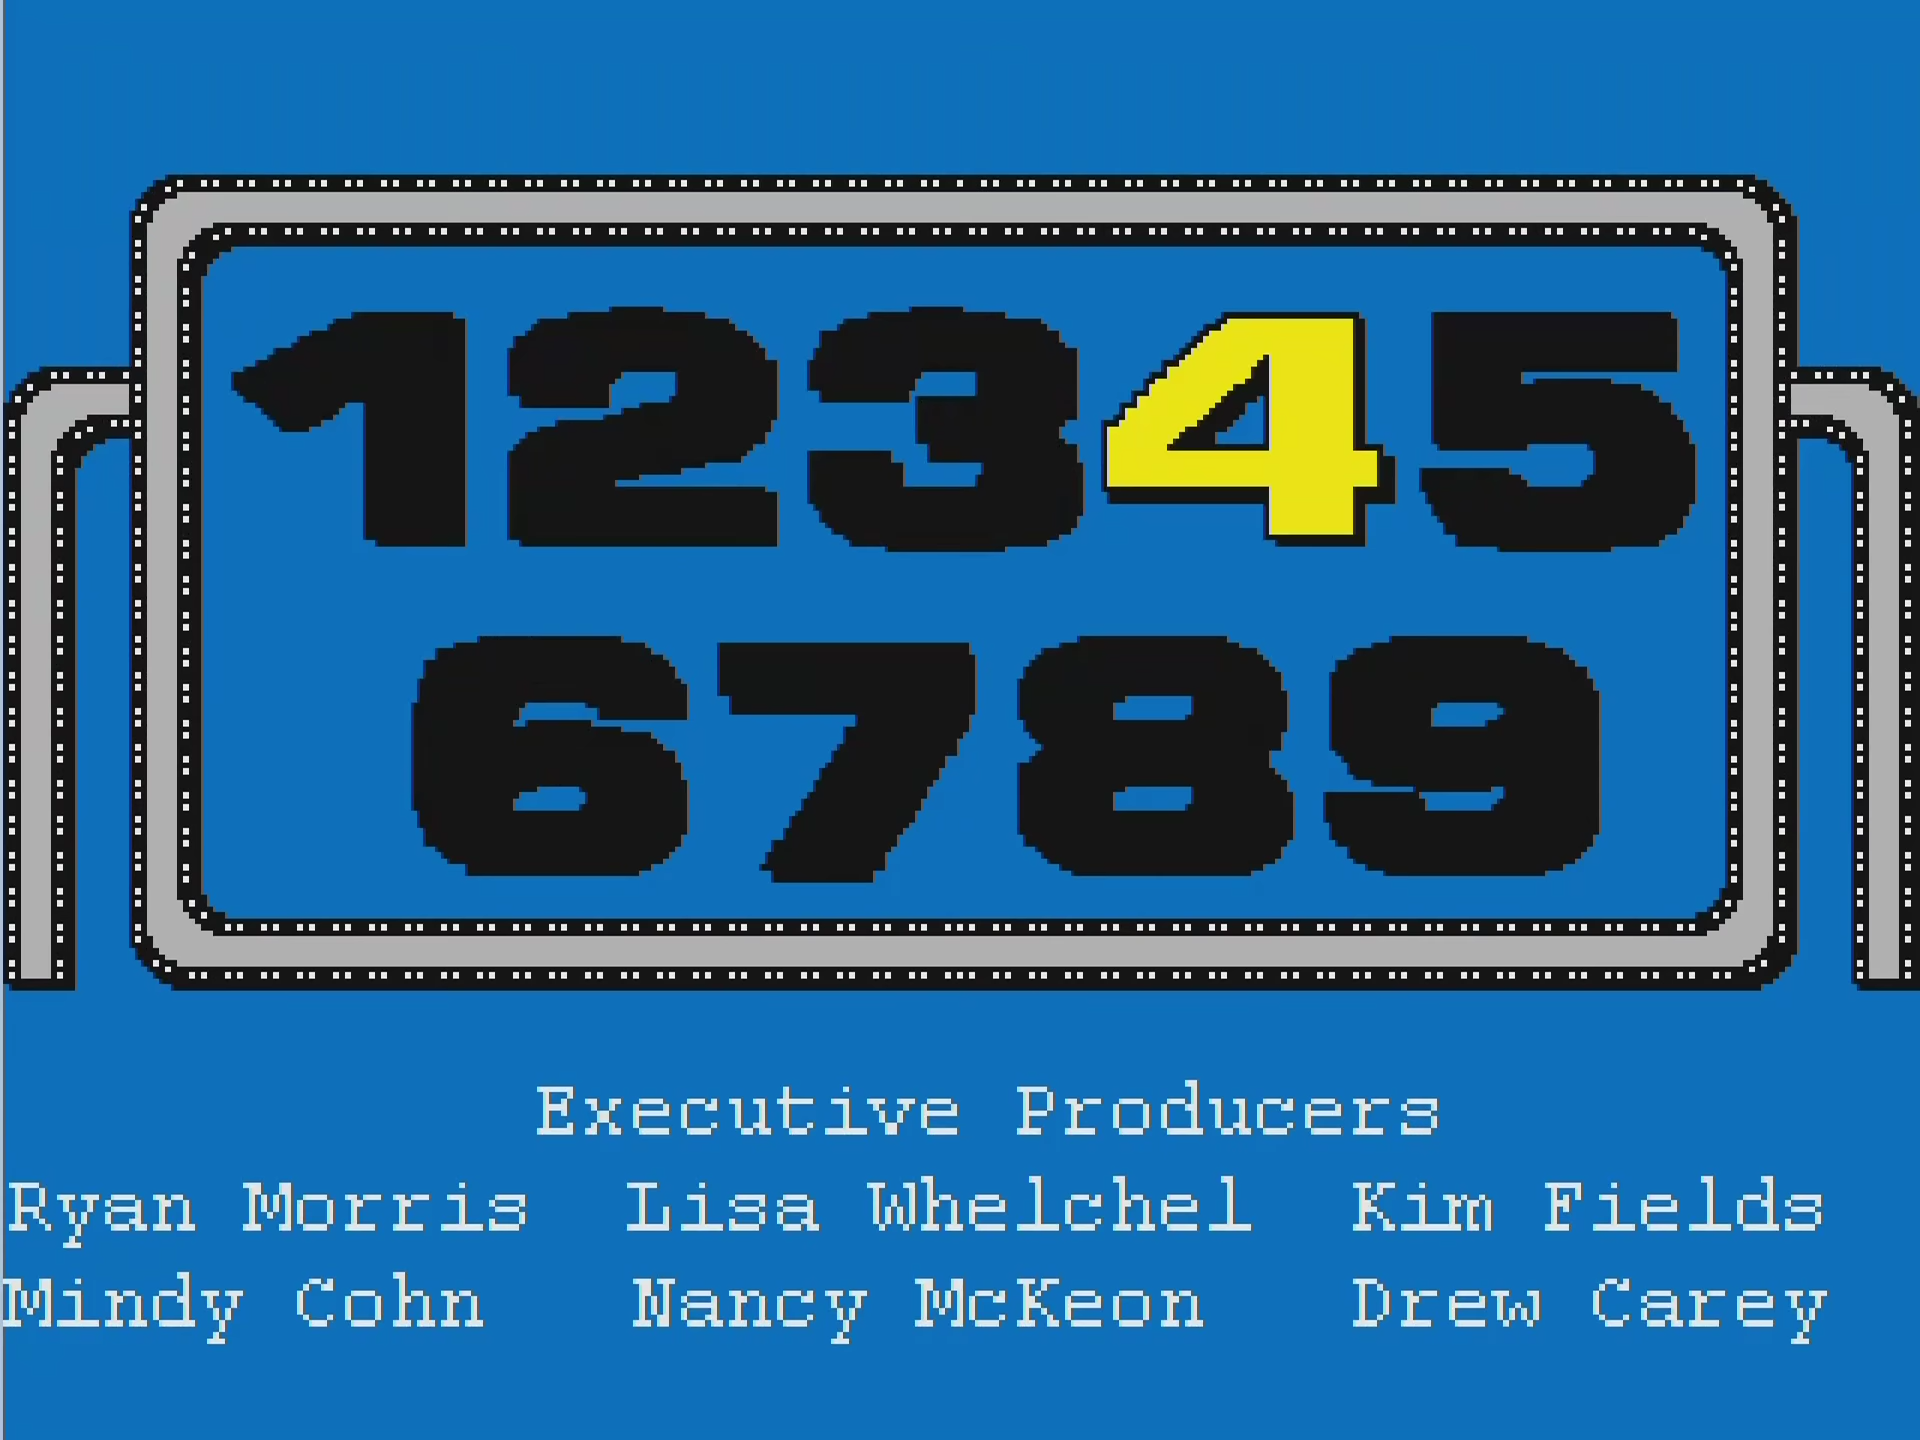 12345
6789
Executive Producers
Ryan Morris Lisa Whelchel Kim Fields
Mindy Cohn Nancy McKeon Drew Carey